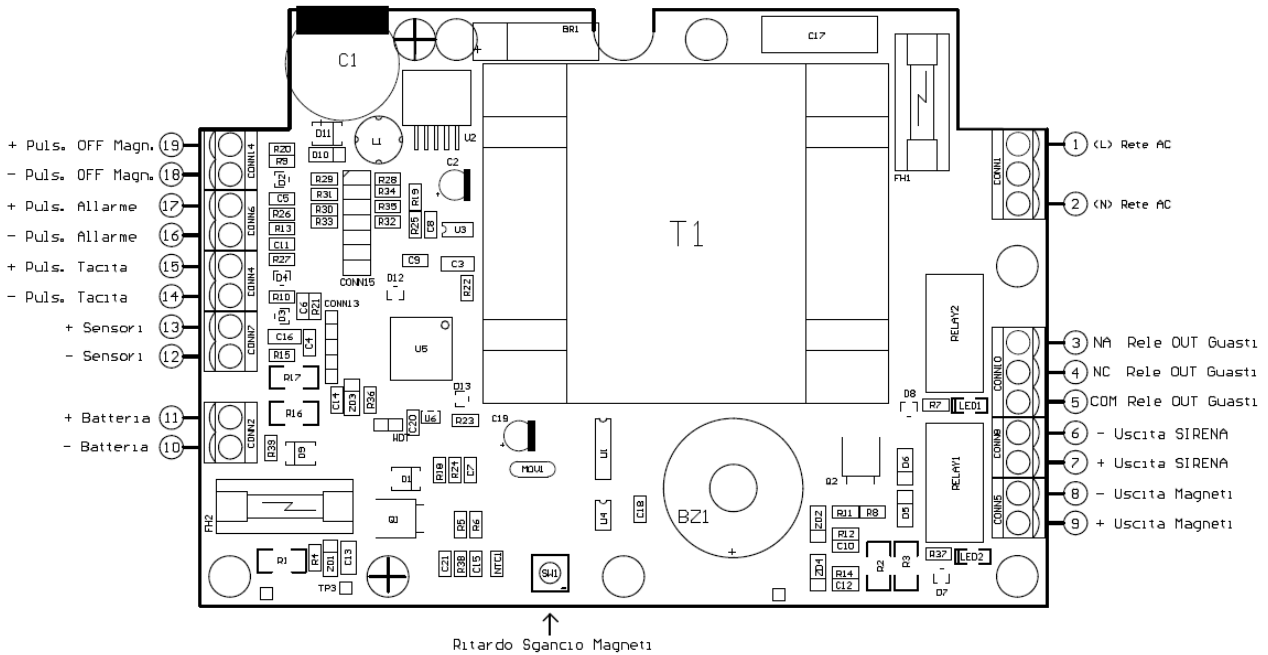 C1
BR1
C17
U2
D11
L1
D10
C2
FH1
+ Puls. OFF Magn. 19
- Puls. OFF Magn. 18
+ Puls. Allarme 17
- Puls. Allarme 16
+ Puls. Tacita 15
- Puls. Tacita 14
+ Sensori 13
- Sensori 12
+ Batteria 11
- Batteria 10
CONN14
CONN6
CONN4
CONN7
CONN2
R20
R9
D2
C5
R26
R13
C11
R27
D4
R10
D3
C16
R15
R17
R16
C6
R21
C4
R29
R31
R30
R33
R28
R34
R35
R32
CONN15
CONN13
R19
R25
C8
U3
C9
C3
R22
D12
U5
T1
C14
ZD3
R36
WDT
C20
U6
D13
R23
C19
MOV1
R39
D9
FH2
D1
Q1
R18
R24
C7
R5
R6
R1
R4
ZD1
C13
TP3
C21
R38
C15
NTC1
SW1
U1
U4
C18
BZ1
+
Q2
D6
D5
ZD2
R11
R8
R12
C10
ZD4
R14
C12
R2
R3
R37
LED2
D7
RELAY2
D8
R7
LED1
RELAY1
CONN1
CONN10
CONN8
CONN5
1 (L) Rete AC
2 (N) Rete AC
3 NA Rele OUT Guasti
4 NC Rele OUT Guasti
5 COM Rele OUT Guasti
6 - Uscita SIRENA
7 + Uscita SIRENA
8 - Uscita Magneti
9 + Uscita Magneti
Ritardo Sgancio Magneti